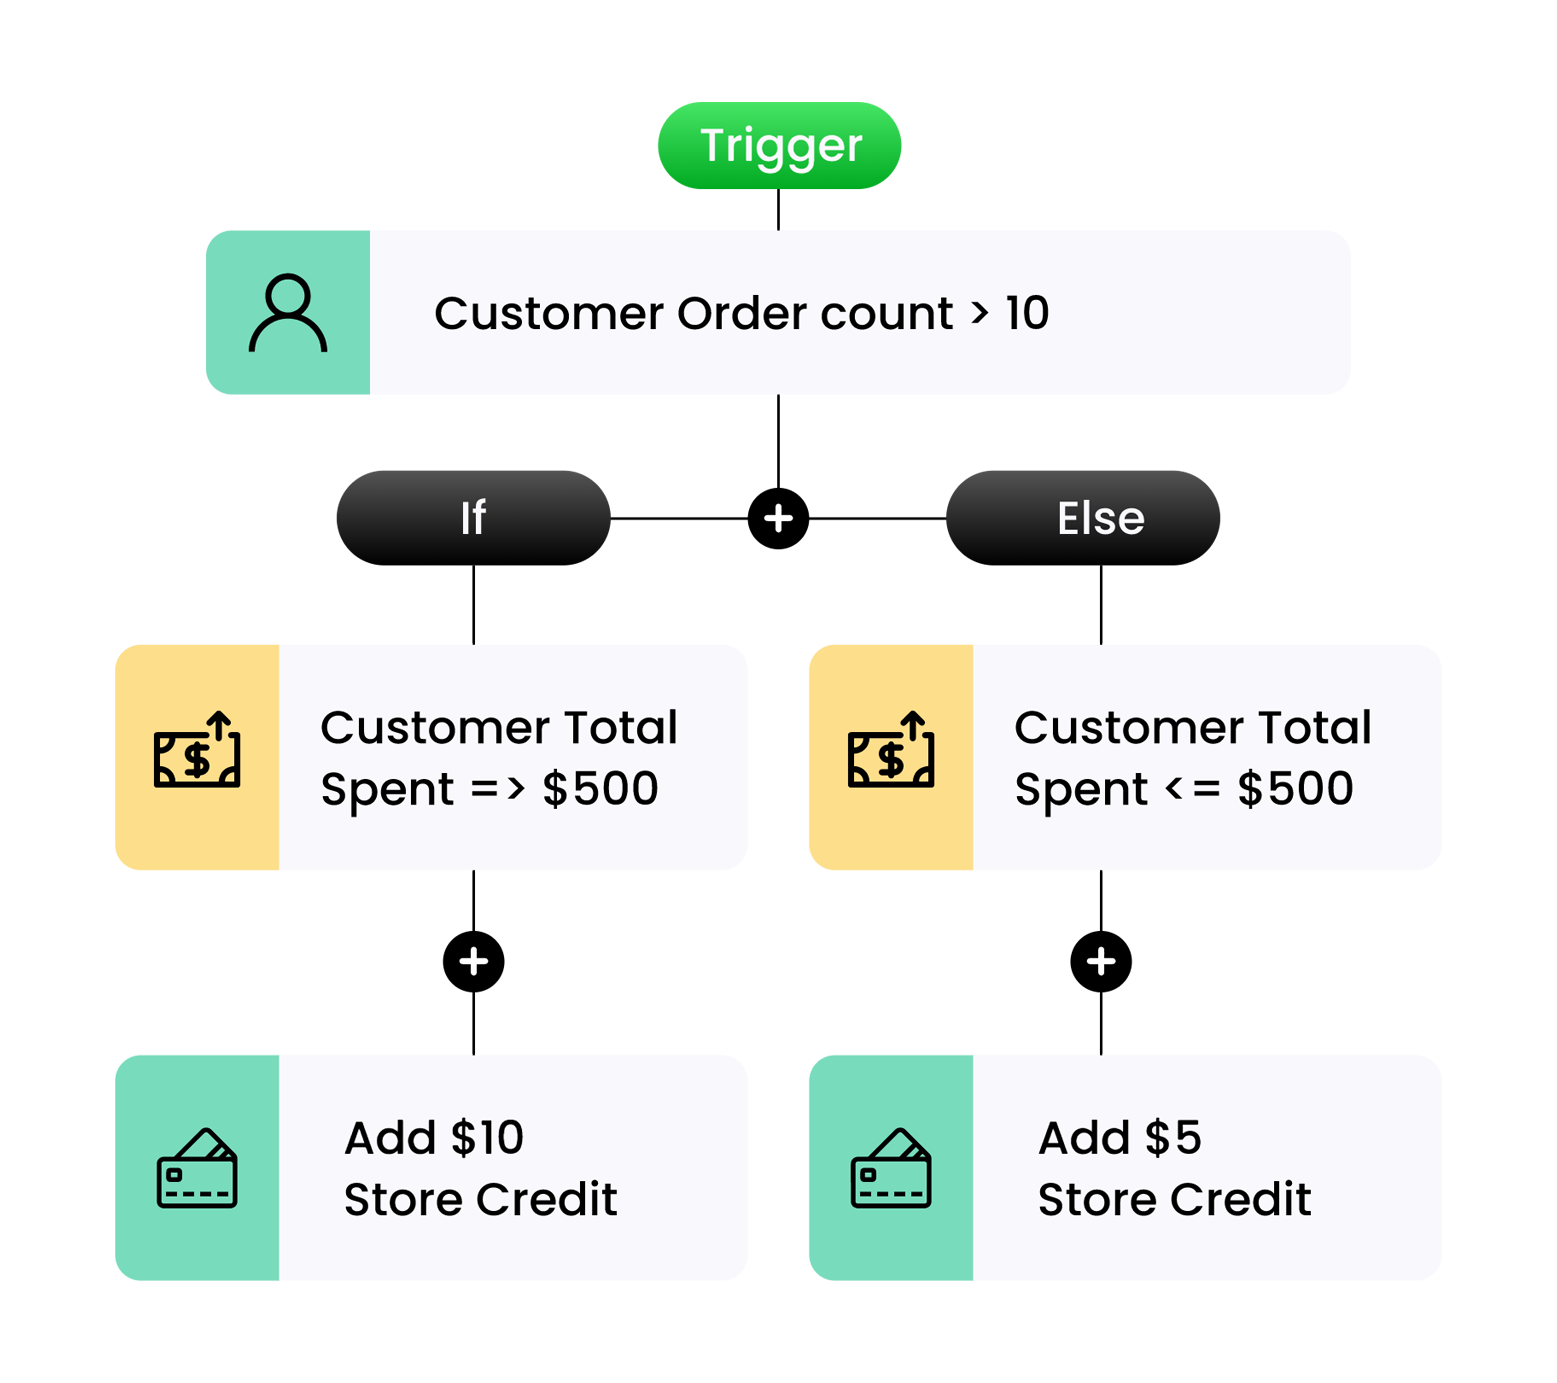 Trigger
Customer Order count > 10
If
Else
Customer Total
Spent => $500
Customer Total
Spent <= $500
Add $10
Store Credit
Add $5
Store Credit